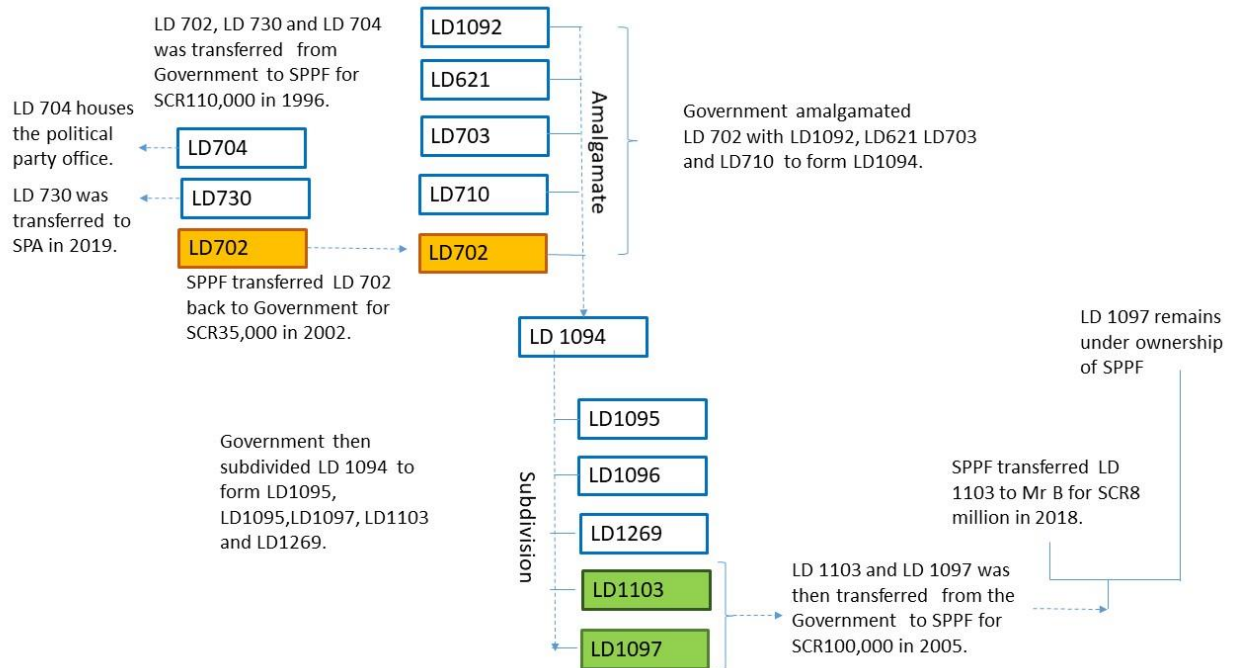 LD 702, LD 730 and LD 704
was transferred from
Government to SPPF for
SCR110,000 in 1996.
LD 704 houses
the political
party office.
LD704
LD 730 was
transferred to
SPA in 2019.
LD730
LD702
SPPF transferred LD 702
back to Government for
SCR35,000 in 2002.
LD1092
LD621
LD703
LD710
LD702
Amalgamate
Government amalgamated
LD 702 with LD1092, LD621 LD703
and LD710 to form LD1094.
LD 1094
Government then
subdivided LD 1094 to
form LD1095,
LD1095,LD1097, LD1103
and LD1269.
Subdivision
LD1095
LD1096
LD1269
LD1103
LD1097
LD 1103 and LD 1097 was
then transferred from the
Government to SPPF for
SCR100,000 in 2005.
SPPF transferred LD
1103 to Mr B for SCR8
million in 2018.
LD 1097 remains
under ownership
of SPPF